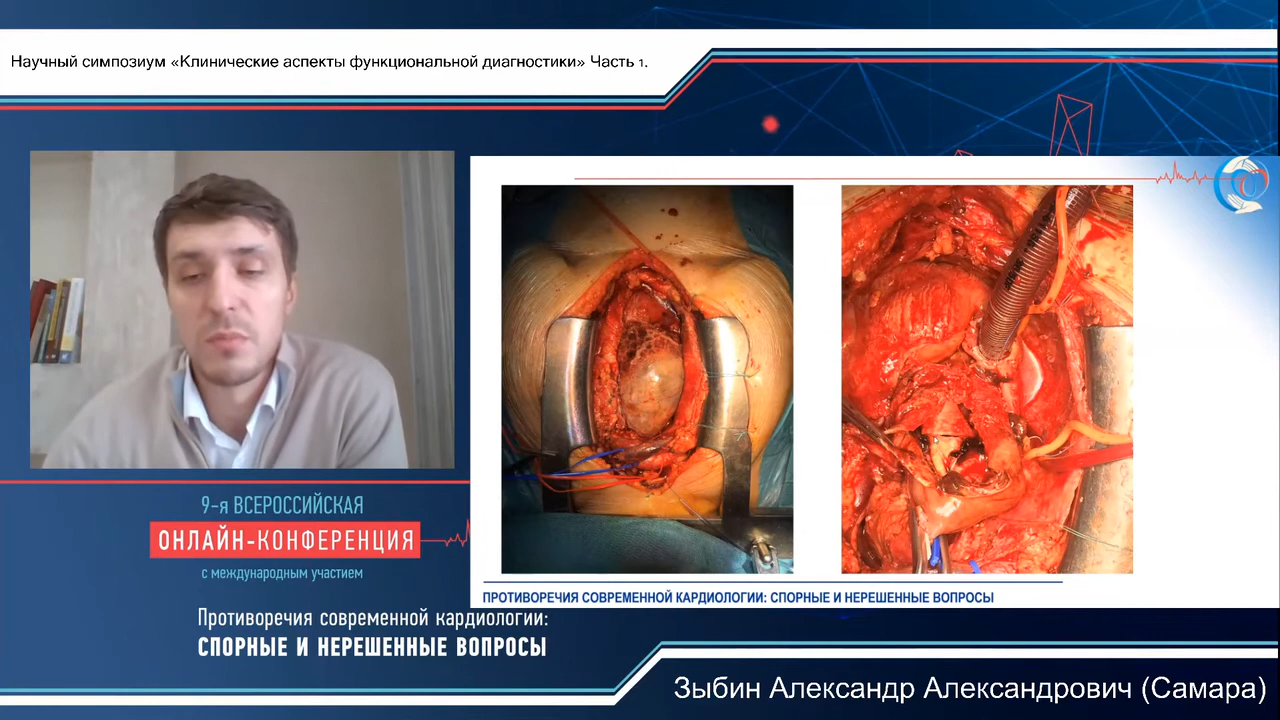 Научный симпозиум «Клинические аспекты функциональной диагностики» Часть 1.
9-я ВСЕРОССИЙСКАЯ
ОНЛАЙН-КОНФЕРЕНЦИЯ
с международным участием
Противоречия современной кардиологии:
СПОРНЫЕ И НЕРЕШЕННЫЕ ВОПРОСЫ
ПРОТИВОРЕЧИЯ СОВРЕМЕННОЙ КАРДИОЛОГИИ: СПОРНЫЕ И НЕРЕШЕННЫЕ ВОПРОСЫ
Зыбин Александр Александрович (Самара)